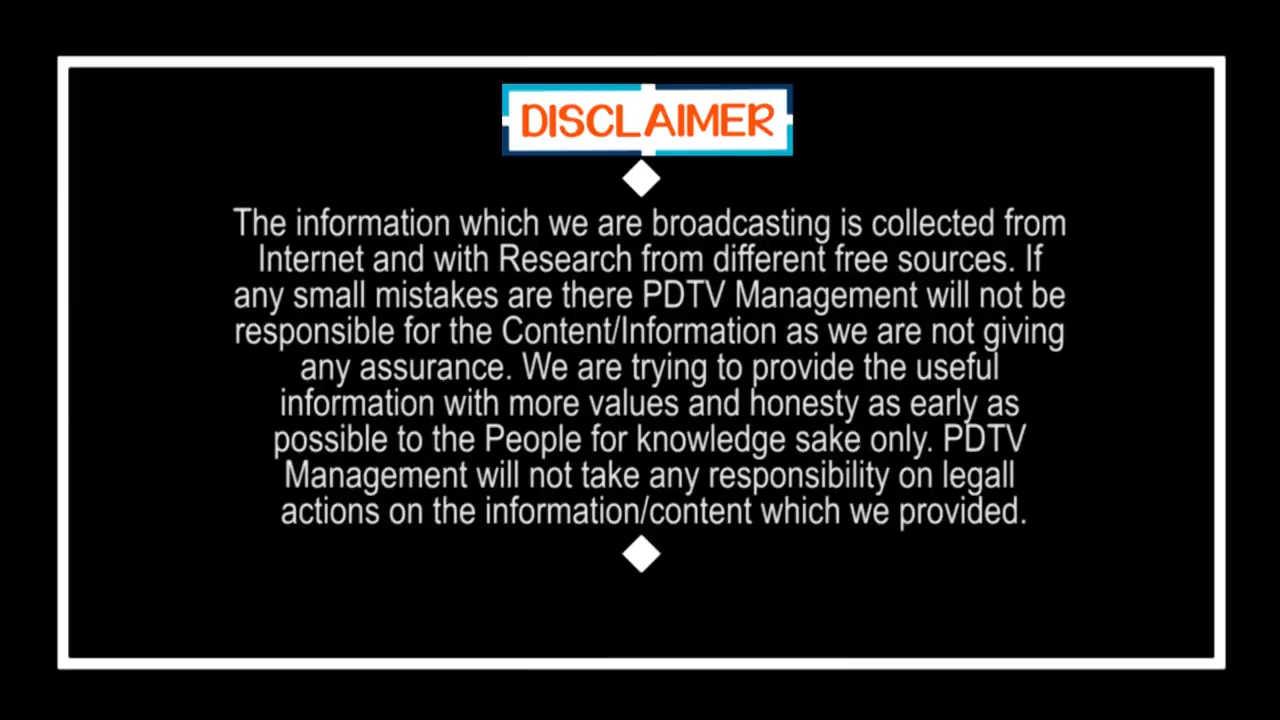 DISCLAIMER
The information which we are broadcasting is collected from
Internet and with Research from different free sources. If
any small mistakes are there PDTV Management will not be
responsible for the Content/Information as we are not giving
any assurance. We are trying to provide the useful
information with more values and honesty as early as
possible to the People for knowledge sake only. PDTV
Management will not take any responsibility on legall
actions on the information/content which we provided.